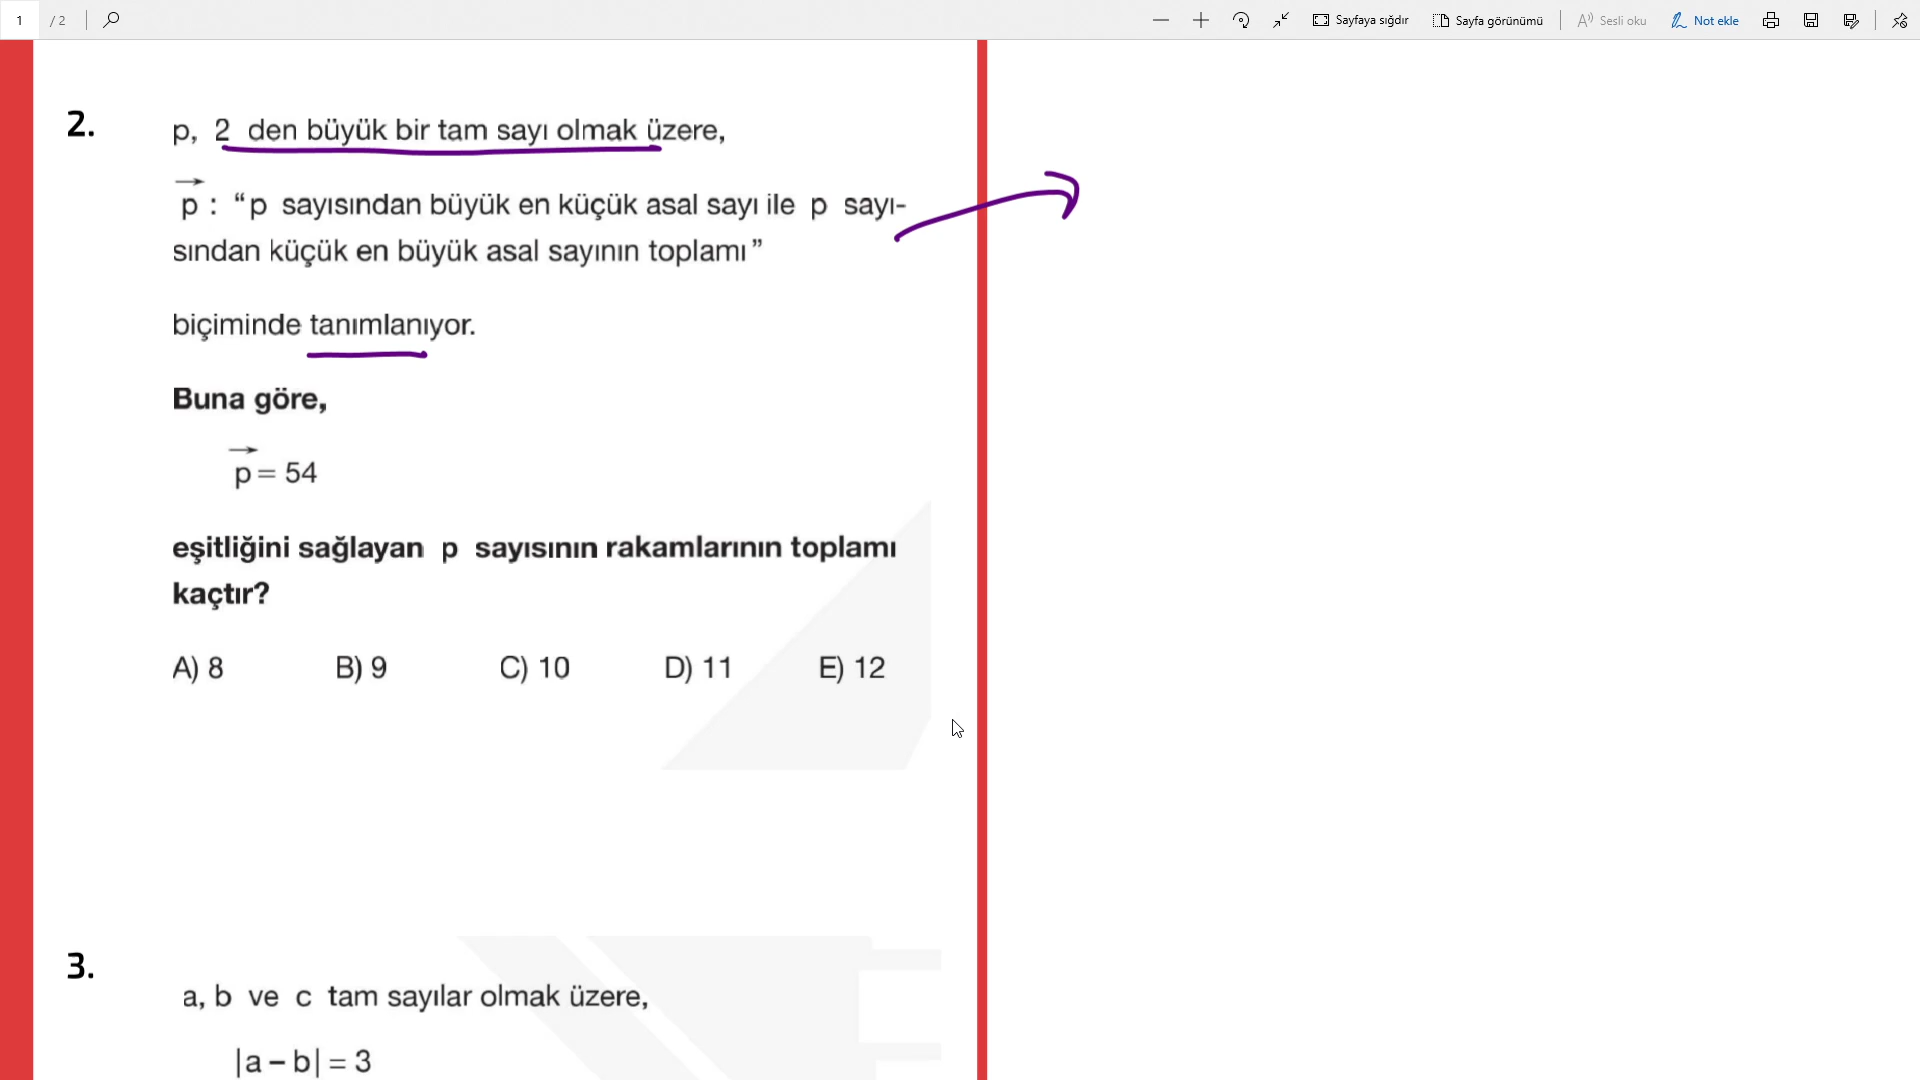 1 / 2 Sayfaya sığdır Sayfa görünümü Sesli oku Not ekle
2. p, 2 den büyük bir tam sayı olmak üzere,
p : “p sayısından büyük en küçük asal sayı ile p sayı-
sından küçük en büyük asal sayının toplamı”
biçiminde tanımlanıyor.
Buna göre,
p = 54
eşitliğini sağlayan p sayısının rakamlarının toplamı
kaçtır?
A) 8 B) 9 C) 10 D) 11 E) 12
3.
a, b ve c tam sayılar olmak üzere,
|a – b| = 3